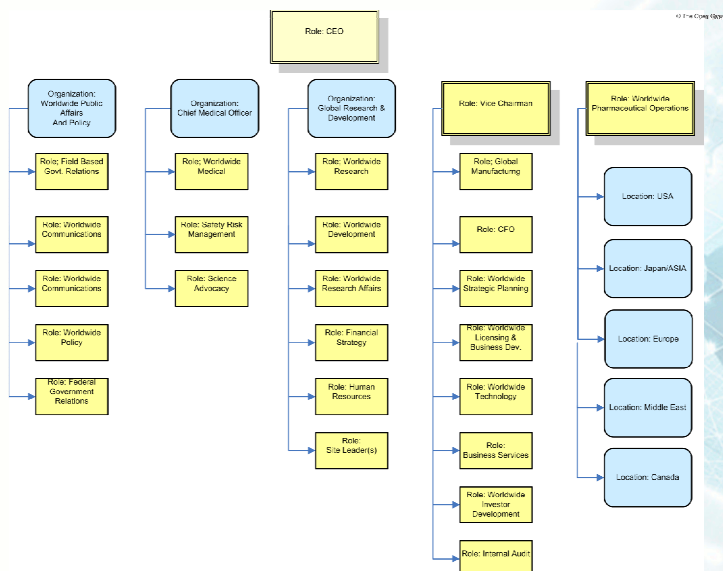 © The Open Group
Role: CEO
Organization:
Worldwide Public
Affairs
And Policy
Role; Field Based
Govt. Relations
Role: Worldwide
Communications
Role: Worldwide
Communications
Role: Worldwide
Policy
Role: Federal
Government
Relations
Organization:
Chief Medical Officer
Role; Worldwide
Medical
Role: Safety Risk
Management
Role: Science
Advocacy
Organization:
Global Research &
Development
Role: Worldwide
Research
Role: Worldwide
Development
Role: Worldwide
Research Affairs
Role: Financial
Strategy
Role: Human
Resources
Role:
Site Leader(s)
Role: Vice Chairman
Role; Global
Manufacturng
Role: CFO
Role: Worldwide
Strategic Planning
Role: Worldwide
Licensing &
Business Dev.
Role: Worldwide
Technology
Role:
Business Services
Role: Worldwide
Investor
Development
Role: Internal Audit
Role: Worldwide
Pharmaceutical Operations
Location: USA
Location: Japan/ASIA
Location: Europe
Location: Middle East
Location: Canada